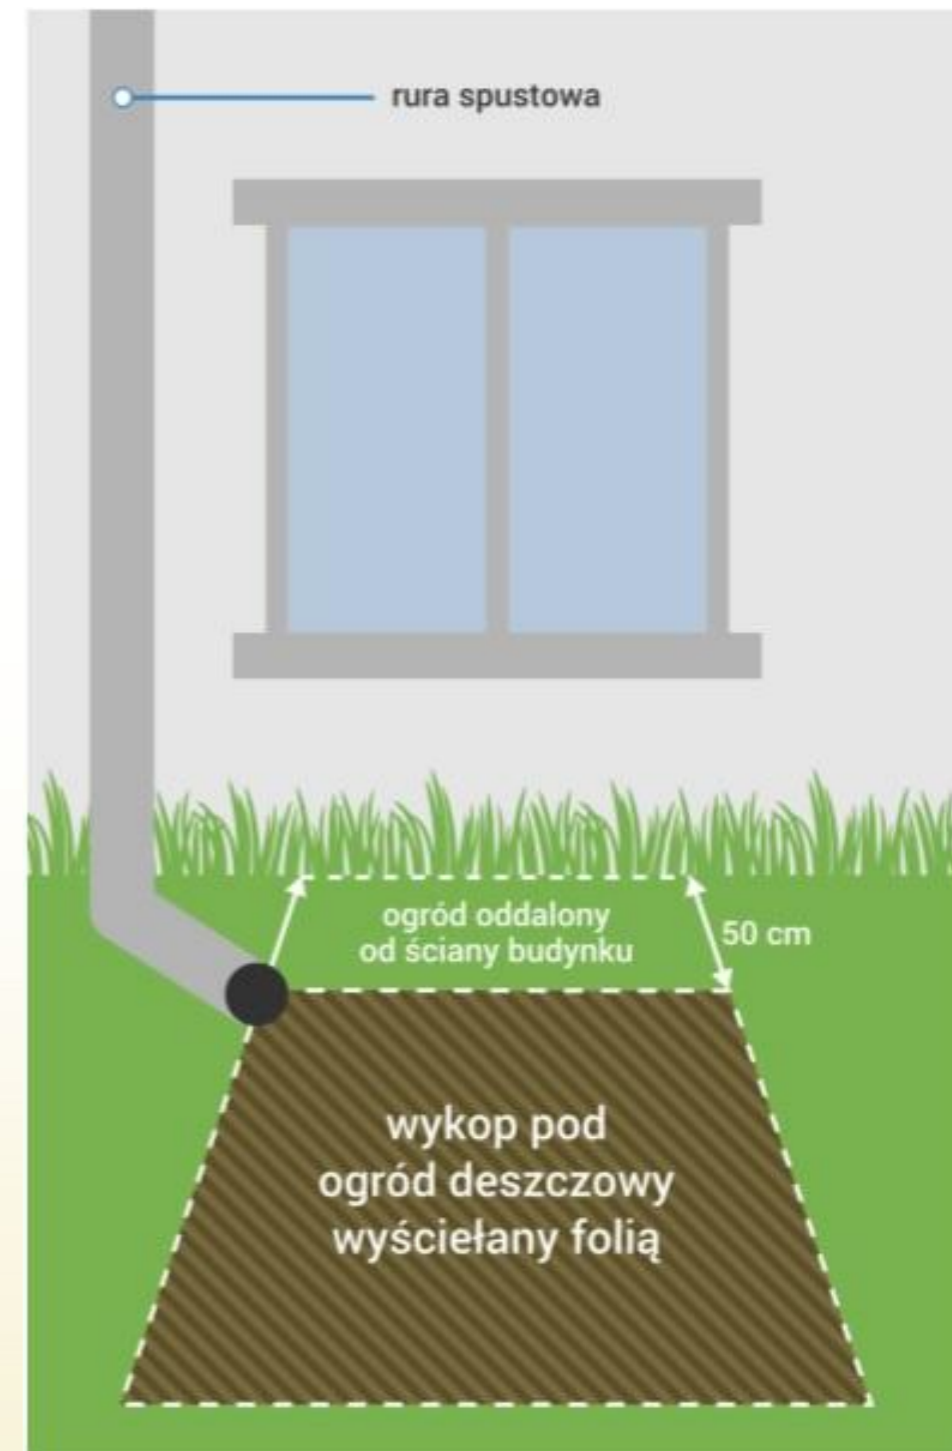 rura spustowa
ogród oddalony
od ściany budynku
50 cm
wykop pod
ogród deszczowy
wyściełany folią